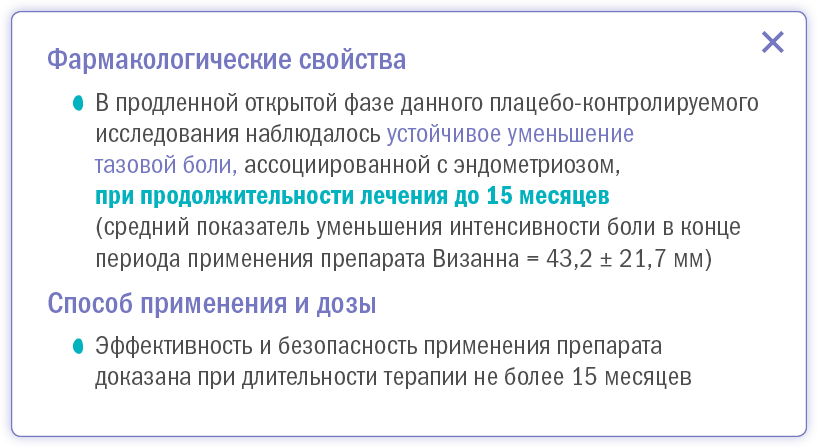 Фармакологические свойства
В продленной открытой фазе данного плацебо-контролируемого
исследования наблюдалось устойчивое уменьшение
тазовой боли, ассоциированной с эндометриозом,
при продолжительности лечения до 15 месяцев
(средний показатель уменьшения интенсивности боли в конце
периода применения препарата Визанна = 43,2 ± 21,7 мм)
Способ применения и дозы
Эффективность и безопасность применения препарата
доказана при длительности терапии не более 15 месяцев